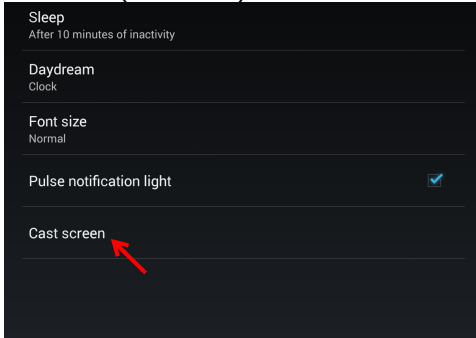 Sleep
After 10 minutes of inactivity
Daydream
Clock
Font size
Normal
Pulse notification light
Cast screen